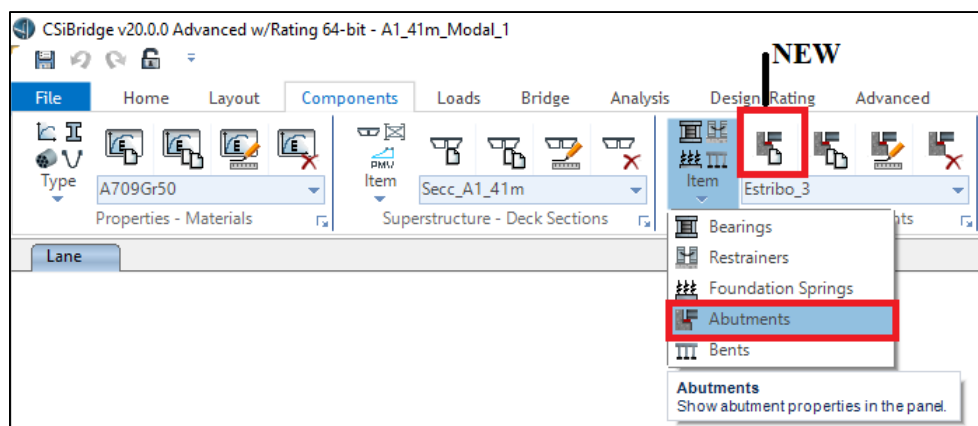 CSiBridge v20.0.0 Advanced w/Rating 64-bit - A1_41m_Modal_1
NEW
File Home Layout Components Loads Bridge Analysis Design/Rating Advanced
Type
A709Gr50
Properties - Materials
PMM
Item
Secc_A1_41m
Superstructure - Deck Sections
Item
Estribo_3
Bearings
Restrainers
Foundation Springs
Abutments
Bents
Abutments
Show abutment properties in the panel.
Lane